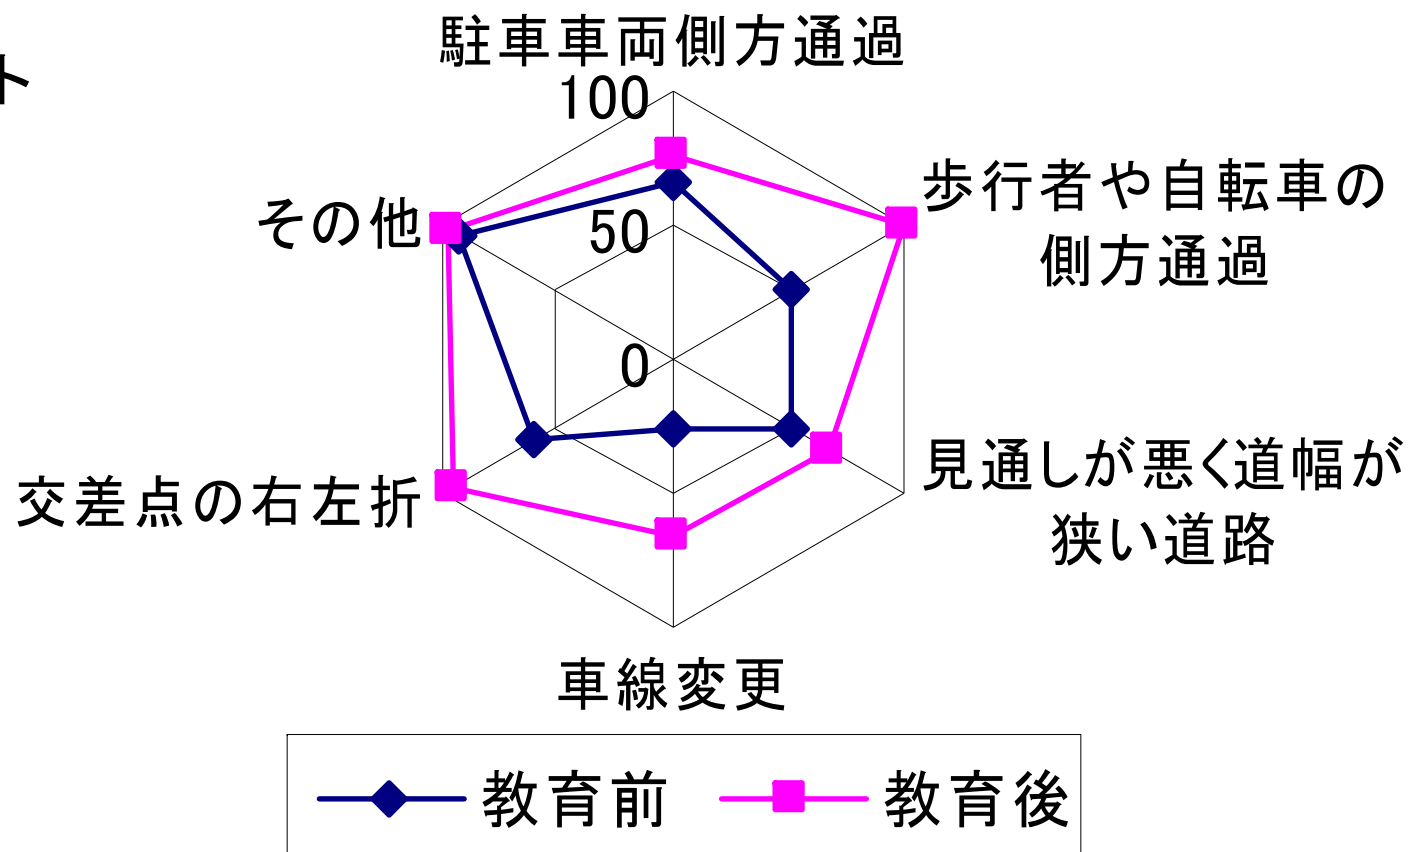 ト
駐車車両側方通過
100
歩行者や自転車の
側方通過
その他
50
0
見通しが悪く道幅が
狭い道路
交差点の右左折
車線変更
教育前 教育後